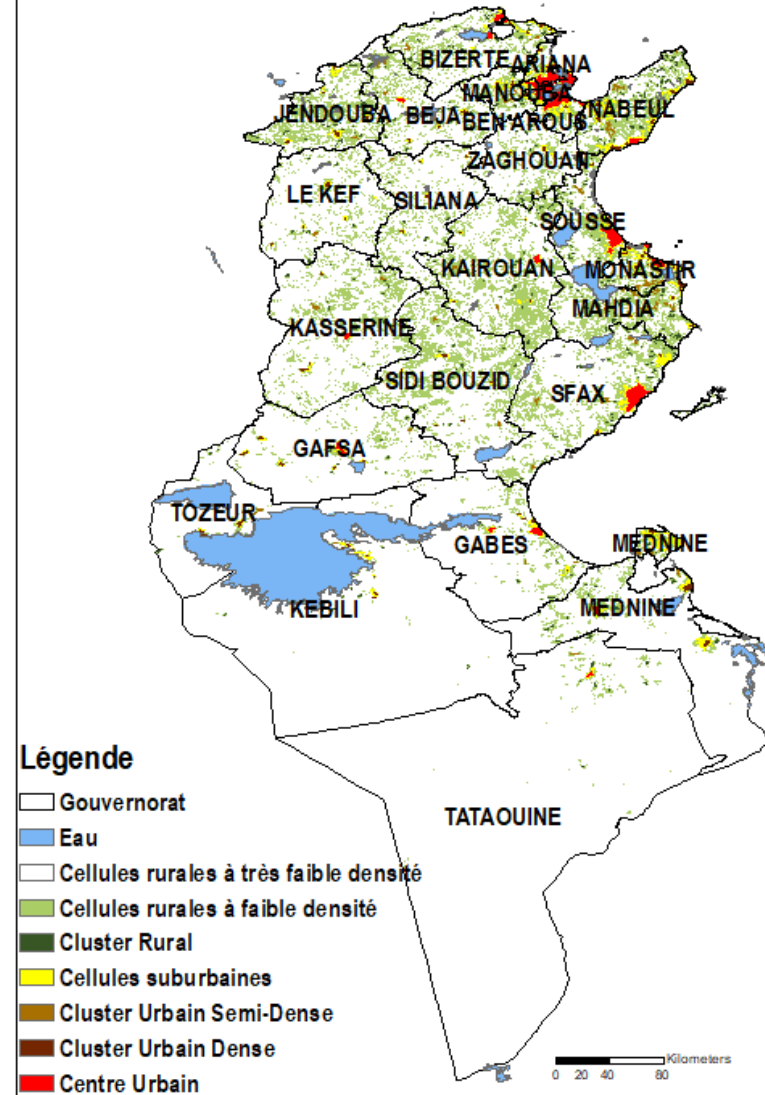 BIZERTE
ARIANA
MANOUBA
JENDOUBA
BEJA
BEN AROUS
NABEUL
ZAGHOUAN
LE KEF
SILIANA
SOUSSE
KAIROUAN
MONASTIR
MAHDIA
KASSERINE
SIDI BOUZID
SFAX
GAFSA
TOZEUR
GABES
MEDNINE
KEBILI
MEDNINE
TATAOUINE
Légende
Gouvernorat
Eau
Cellules rurales à très faible densité
Cellules rurales à faible densité
Cluster Rural
Cellules suburbaines
Cluster Urbain Semi-Dense
Cluster Urbain Dense
Centre Urbain
Kilometers
0 20 40 80